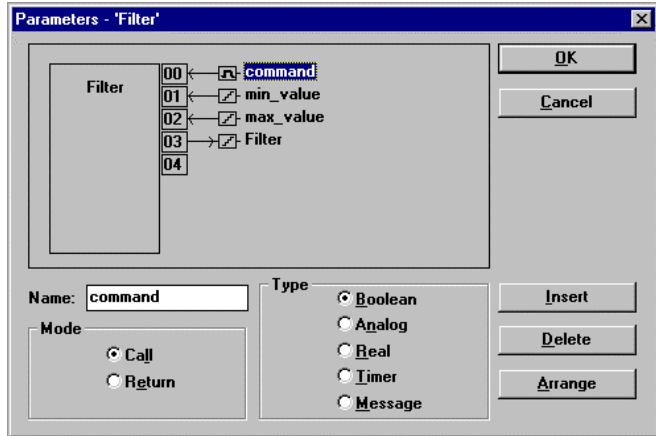 Parameters - 'Filter'
Filter
00 command
01 min_value
02 max_value
03 Filter
04
OK
Cancel
Name: command
Mode
Call
Return
Type
Boolean
Analog
Real
Timer
Message
Insert
Delete
Arrange